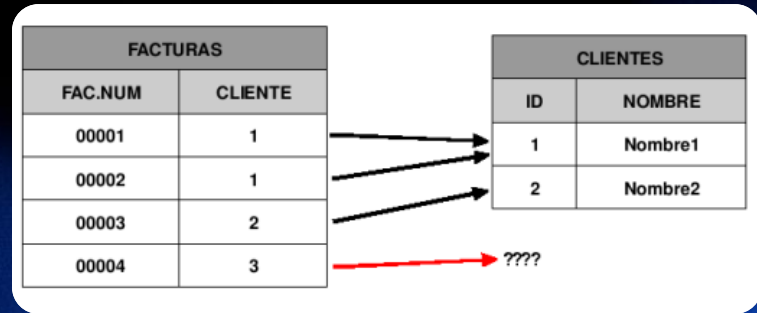 FACTURAS
FAC.NUM CLIENTE
00001 1
00002 1
00003 2
00004 3
CLIENTES
ID NOMBRE
1 Nombre1
2 Nombre2
????